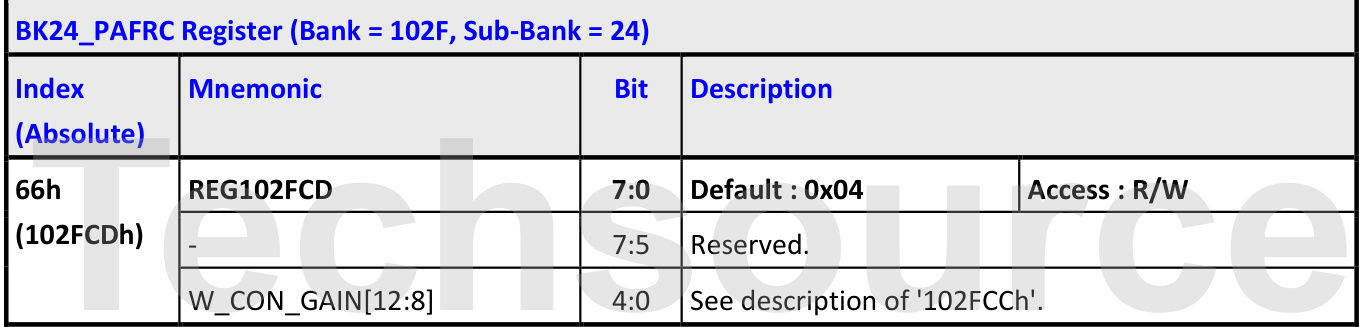 BK24_PAFRC Register (Bank = 102F, Sub-Bank = 24)
Index (Absolute) Mnemonic Bit Description
66h (102FCDh) REG102FCD 7:0 Default : 0x04 Access : R/W
- 7:5 Reserved.
W_CON_GAIN[12:8] 4:0 See description of '102FCCh'.
Techsource